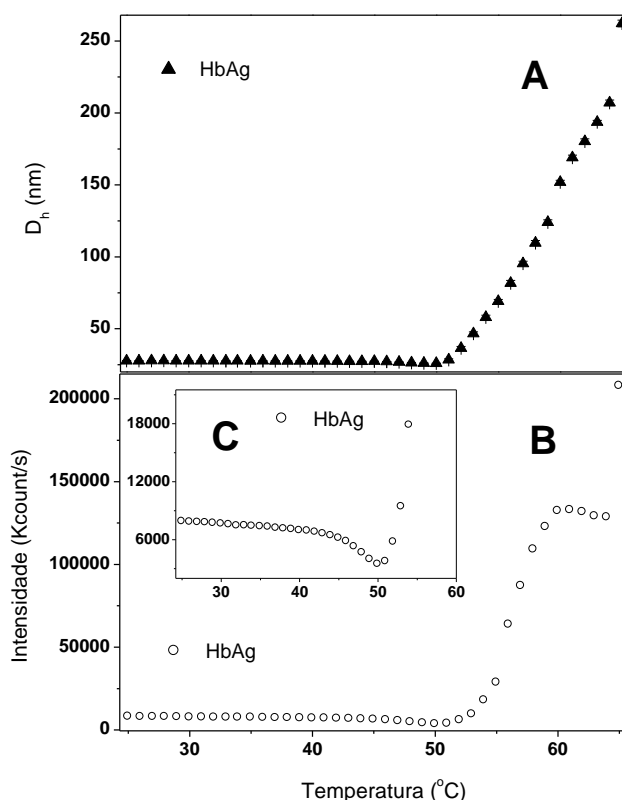 250
HbAg
A
200
150
D_h (nm)
100
50
200000
18000
C
HbAg
B
12000
150000
6000
100000
30 40 50 60
Intensidade (Kcount/s)
50000
HbAg
0
30 40 50 60
Temperatura (°C)